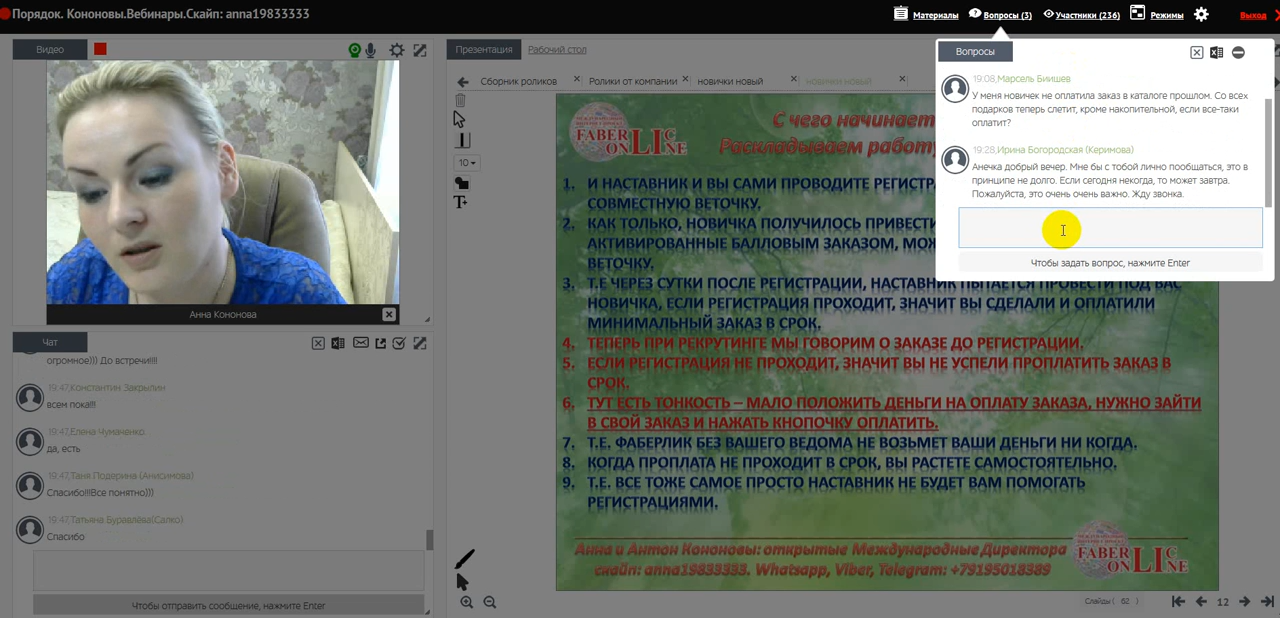 Порядок. Кононовы.Вебинары.Скайп: anna19833333
Материалы
Вопросы (3)
Участники (236)
Режимы
Выход
Видео
Анна Кононова
Чат
огромное))) До встречи!!!!
19:47,Константин Закрылин
всем пока!!!
19:47,Елена Чумаченко
да, есть
19:47,Таня Подерина (Анисимова)
Спасибо!!!Все понятно)))
19:47,Татьяна Буравлёва(Салко)
Спасибо
Чтобы отправить сообщение, нажмите Enter
Презентация
Рабочий стол
Сборник роликов
Ролики от компании
новички новый
новички новый
10
T+
FABER LIC
ON LINE
С чего начинает
Раскладываем работу
1. И НАСТАВНИК И ВЫ САМИ ПРОВОДИТЕ РЕГИСТРА
СОВМЕСТНУЮ ВЕТОЧКУ.
2. КАК ТОЛЬКО, НОВИЧКА ПОЛУЧИЛОСЬ ПРИВЕСТИ
АКТИВИРОВАННЫЕ БАЛЛОВЫМ ЗАКАЗОМ, МОЖ
ВЕТОЧКУ.
3. Т.Е ЧЕРЕЗ СУТКИ ПОСЛЕ РЕГИСТРАЦИИ, НАСТАВНИК ПЫТАЕТСЯ ПРОВЕСТИ ПОД ВАС
НОВИЧКА, ЕСЛИ РЕГИСТРАЦИЯ ПРОХОДИТ, ЗНАЧИТ ВЫ СДЕЛАЛИ И ОПЛАТИЛИ
МИНИМАЛЬНЫЙ ЗАКАЗ В СРОК.
4. ТЕПЕРЬ ПРИ РЕКРУТИНГЕ МЫ ГОВОРИМ О ЗАКАЗЕ ДО РЕГИСТРАЦИИ.
5. ЕСЛИ РЕГИСТРАЦИЯ НЕ ПРОХОДИТ, ЗНАЧИТ ВЫ НЕ УСПЕЛИ ПРОПЛАТИТЬ ЗАКАЗ В
СРОК.
6. ТУТ ЕСТЬ ТОНКОСТЬ – МАЛО ПОЛОЖИТЬ ДЕНЬГИ НА ОПЛАТУ ЗАКАЗА, НУЖНО ЗАЙТИ
В СВОЙ ЗАКАЗ И НАЖАТЬ КНОПОЧКУ ОПЛАТИТЬ.
7. Т.Е. ФАБЕРЛИК БЕЗ ВАШЕГО ВЕДОМА НЕ ВОЗЬМЕТ ВАШИ ДЕНЬГИ НИ КОГДА.
8. КОГДА ПРОПЛАТА НЕ ПРОХОДИТ В СРОК, ВЫ РАСТЕТЕ САМОСТОЯТЕЛЬНО.
9. Т.Е. ВСЕ ТОЖЕ САМОЕ ПРОСТО НАСТАВНИК НЕ БУДЕТ ВАМ ПОМОГАТЬ
РЕГИСТРАЦИЯМИ.
Анна и Антон Кононовы: открытые Международные Директора
скайп: anna19833333. Whatsapp, Viber, Telegram: +79195018389
FABER LIC
ON LINE
Слайды ( 62 )
12
Вопросы
19:08,Марсель Биишев
У меня новичек не оплатила заказ в каталоге прошлом. Со всех
подарков теперь слетит, кроме накопительной, если все-таки
оплатит?
19:28,Ирина Богородская (Керимова)
Анечка добрый вечер. Мне бы с тобой лично пообщаться, это в
принципе не долго. Если сегодня некогда, то может завтра.
Пожалуйста, это очень очень важно. Жду звонка.
Чтобы задать вопрос, нажмите Enter